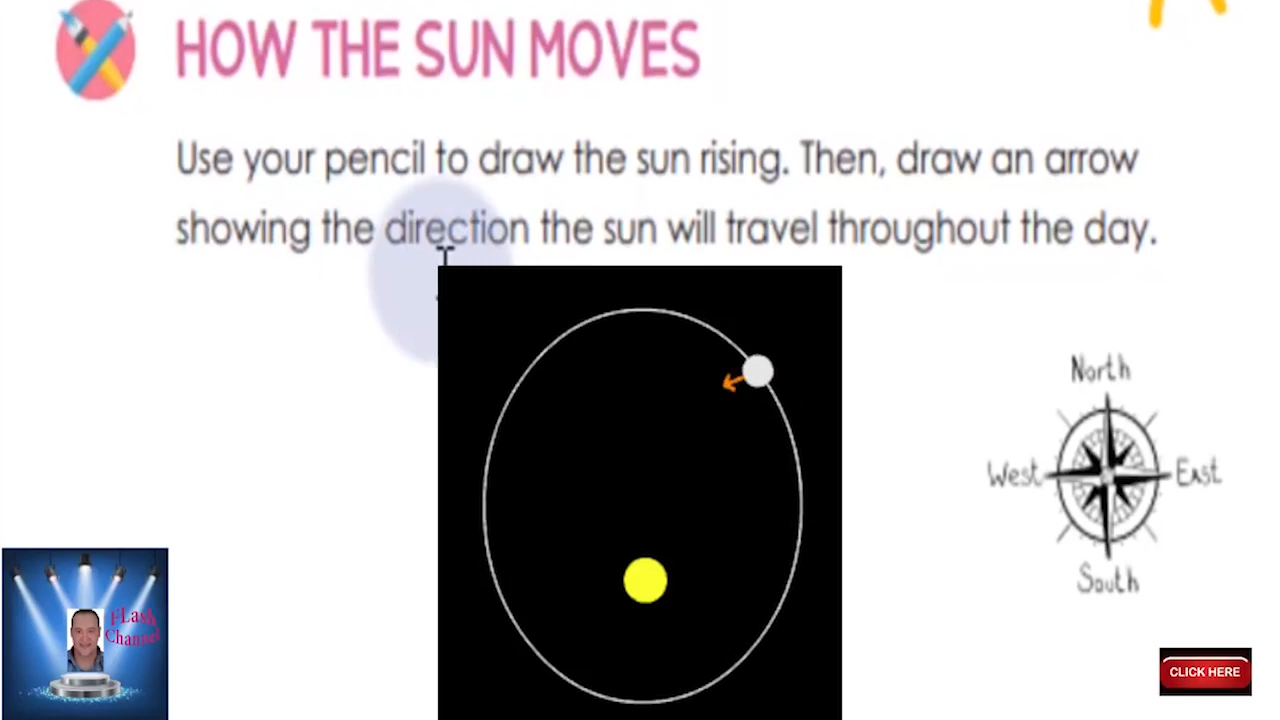 HOW THE SUN MOVES
Use your pencil to draw the sun rising. Then, draw an arrow
showing the direction the sun will travel throughout the day.
North
West
East
South
FLash
Channel
CLICK HERE